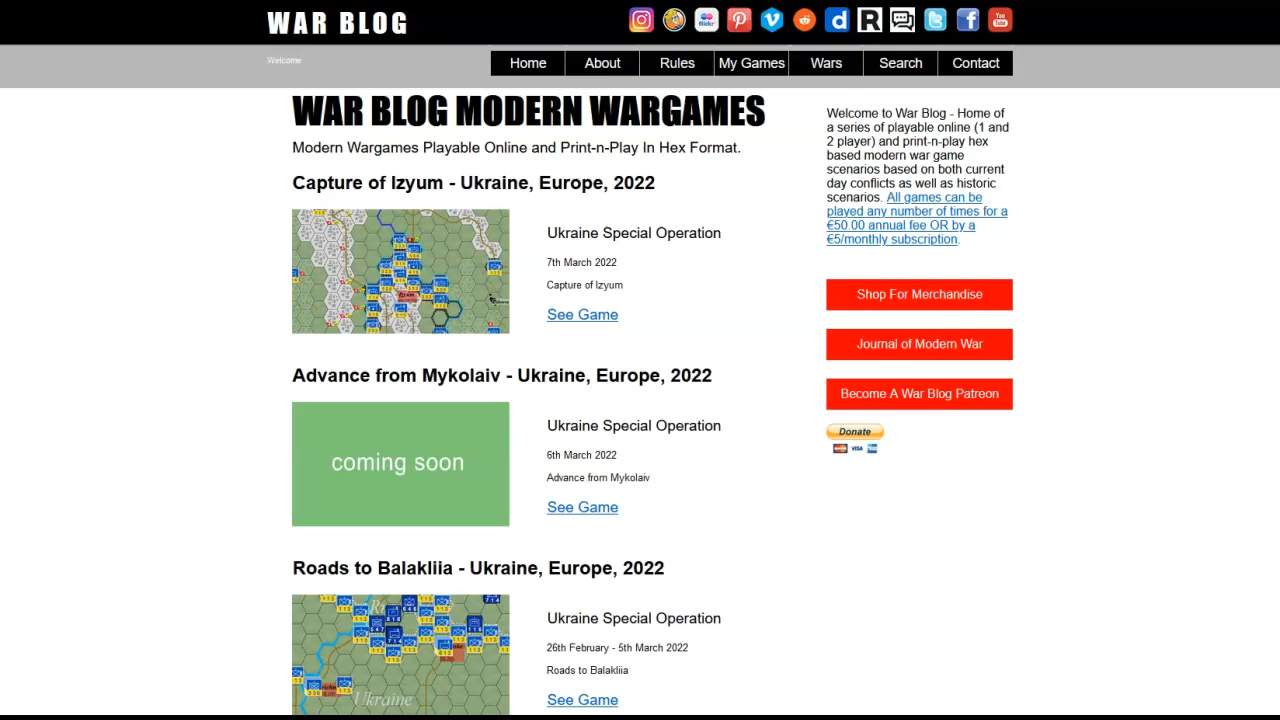 WAR BLOG
Welcome
Home
About
Rules
My Games
Wars
Search
Contact
WAR BLOG MODERN WARGAMES
Modern Wargames Playable Online and Print-n-Play In Hex Format.
Capture of Izyum - Ukraine, Europe, 2022
Ukraine Special Operation
7th March 2022
Capture of Izyum
See Game
Advance from Mykolaiv - Ukraine, Europe, 2022
coming soon
Ukraine Special Operation
6th March 2022
Advance from Mykolaiv
See Game
Roads to Balakliia - Ukraine, Europe, 2022
Ukraine
Ukraine Special Operation
26th February - 5th March 2022
Roads to Balakliia
See Game
Welcome to War Blog - Home of
a series of playable online (1 and
2 player) and print-n-play hex
based modern war game
scenarios based on both current
day conflicts as well as historic
scenarios. All games can be
played any number of times for a
€50.00 annual fee OR by a
€5/monthly subscription.
Shop For Merchandise
Journal of Modern War
Become A War Blog Patreon
Donate
VISA